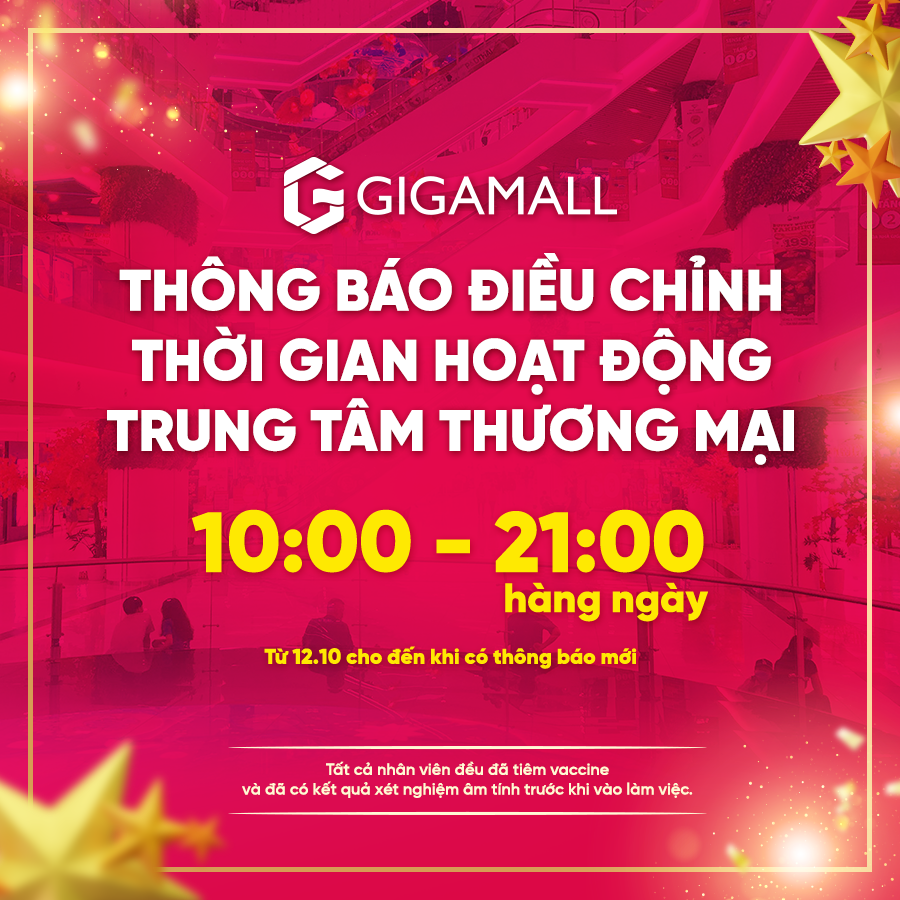 GIGAMALL
THÔNG BÁO ĐIỀU CHỈNH
THỜI GIAN HOẠT ĐỘNG
TRUNG TÂM THƯƠNG MẠI
10:00 - 21:00
hàng ngày
Từ 12.10 cho đến khi có thông báo mới
Tất cả nhân viên đều đã tiêm vaccine
và đã có kết quả xét nghiệm âm tính trước khi vào làm việc.